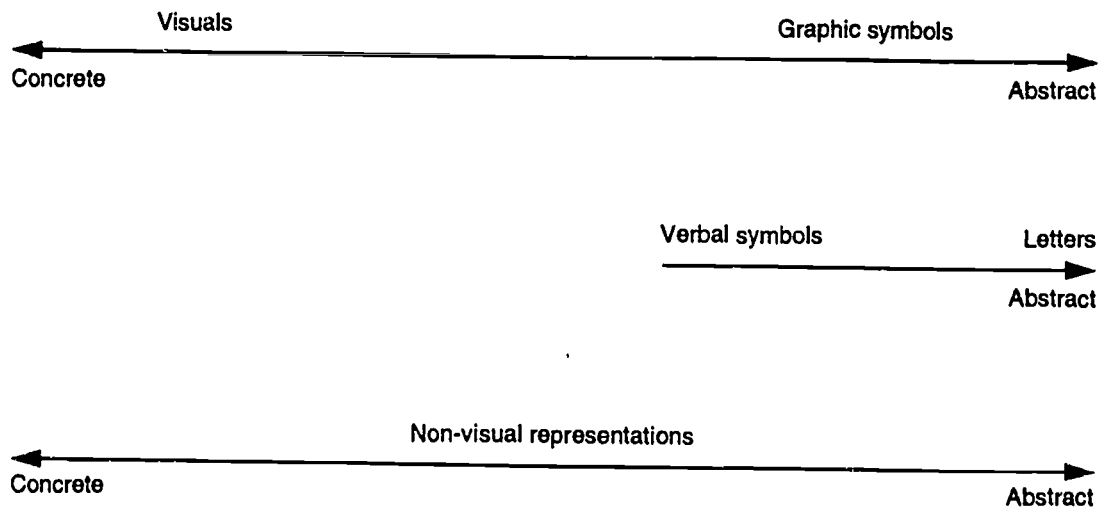 Visuals
Graphic symbols
Concrete
Abstract
Verbal symbols
Letters
Abstract
Non-visual representations
Concrete
Abstract